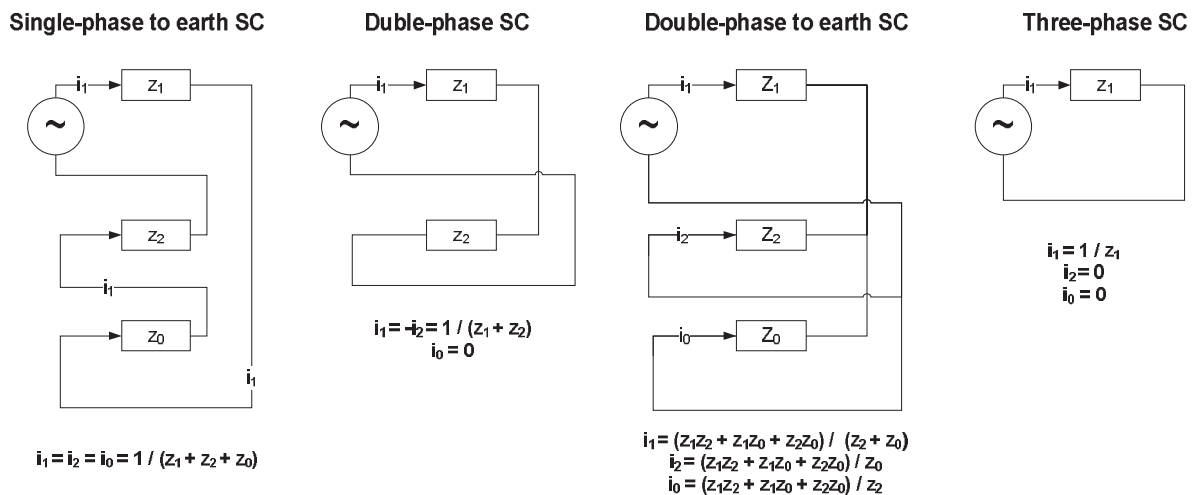 Single-phase to earth SC
i₁
z₁
~
z₂
i₁
z₀
i₁
i₁ = i₂ = i₀ = 1 / (z₁ + z₂ + z₀)
Duble-phase SC
i₁
z₁
~
z₂
i₁ = -i₂ = 1 / (z₁ + z₂)
i₀ = 0
Double-phase to earth SC
i₁
Z₁
~
i₂
Z₂
i₀
Z₀
i₁ = (z₁z₂ + z₁z₀ + z₂z₀) / (z₂ + z₀)
i₂ = (z₁z₂ + z₁z₀ + z₂z₀) / z₀
i₀ = (z₁z₂ + z₁z₀ + z₂z₀) / z₂
Three-phase SC
i₁
z₁
~
i₁ = 1 / z₁
i₂ = 0
i₀ = 0